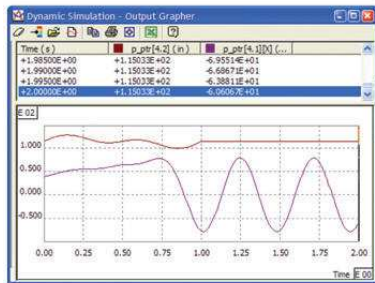 Dynamic Simulation - Output Grapher
Time ( s ) p_ptr[4.2] ( in ) p_ptr[4.1][X] (...
+1.98500E+00 +1.15033E+02 -6.95514E+01
+1.99000E+00 +1.15033E+02 -6.68671E+01
+1.99500E+00 +1.15033E+02 -6.38811E+01
+2.00000E+00 +1.15033E+02 -6.06067E+01
E 02
1.000
0.500
0.000
-0.500
0.00 0.25 0.50 0.75 1.00 1.25 1.50 1.75 2.00
Time E 00